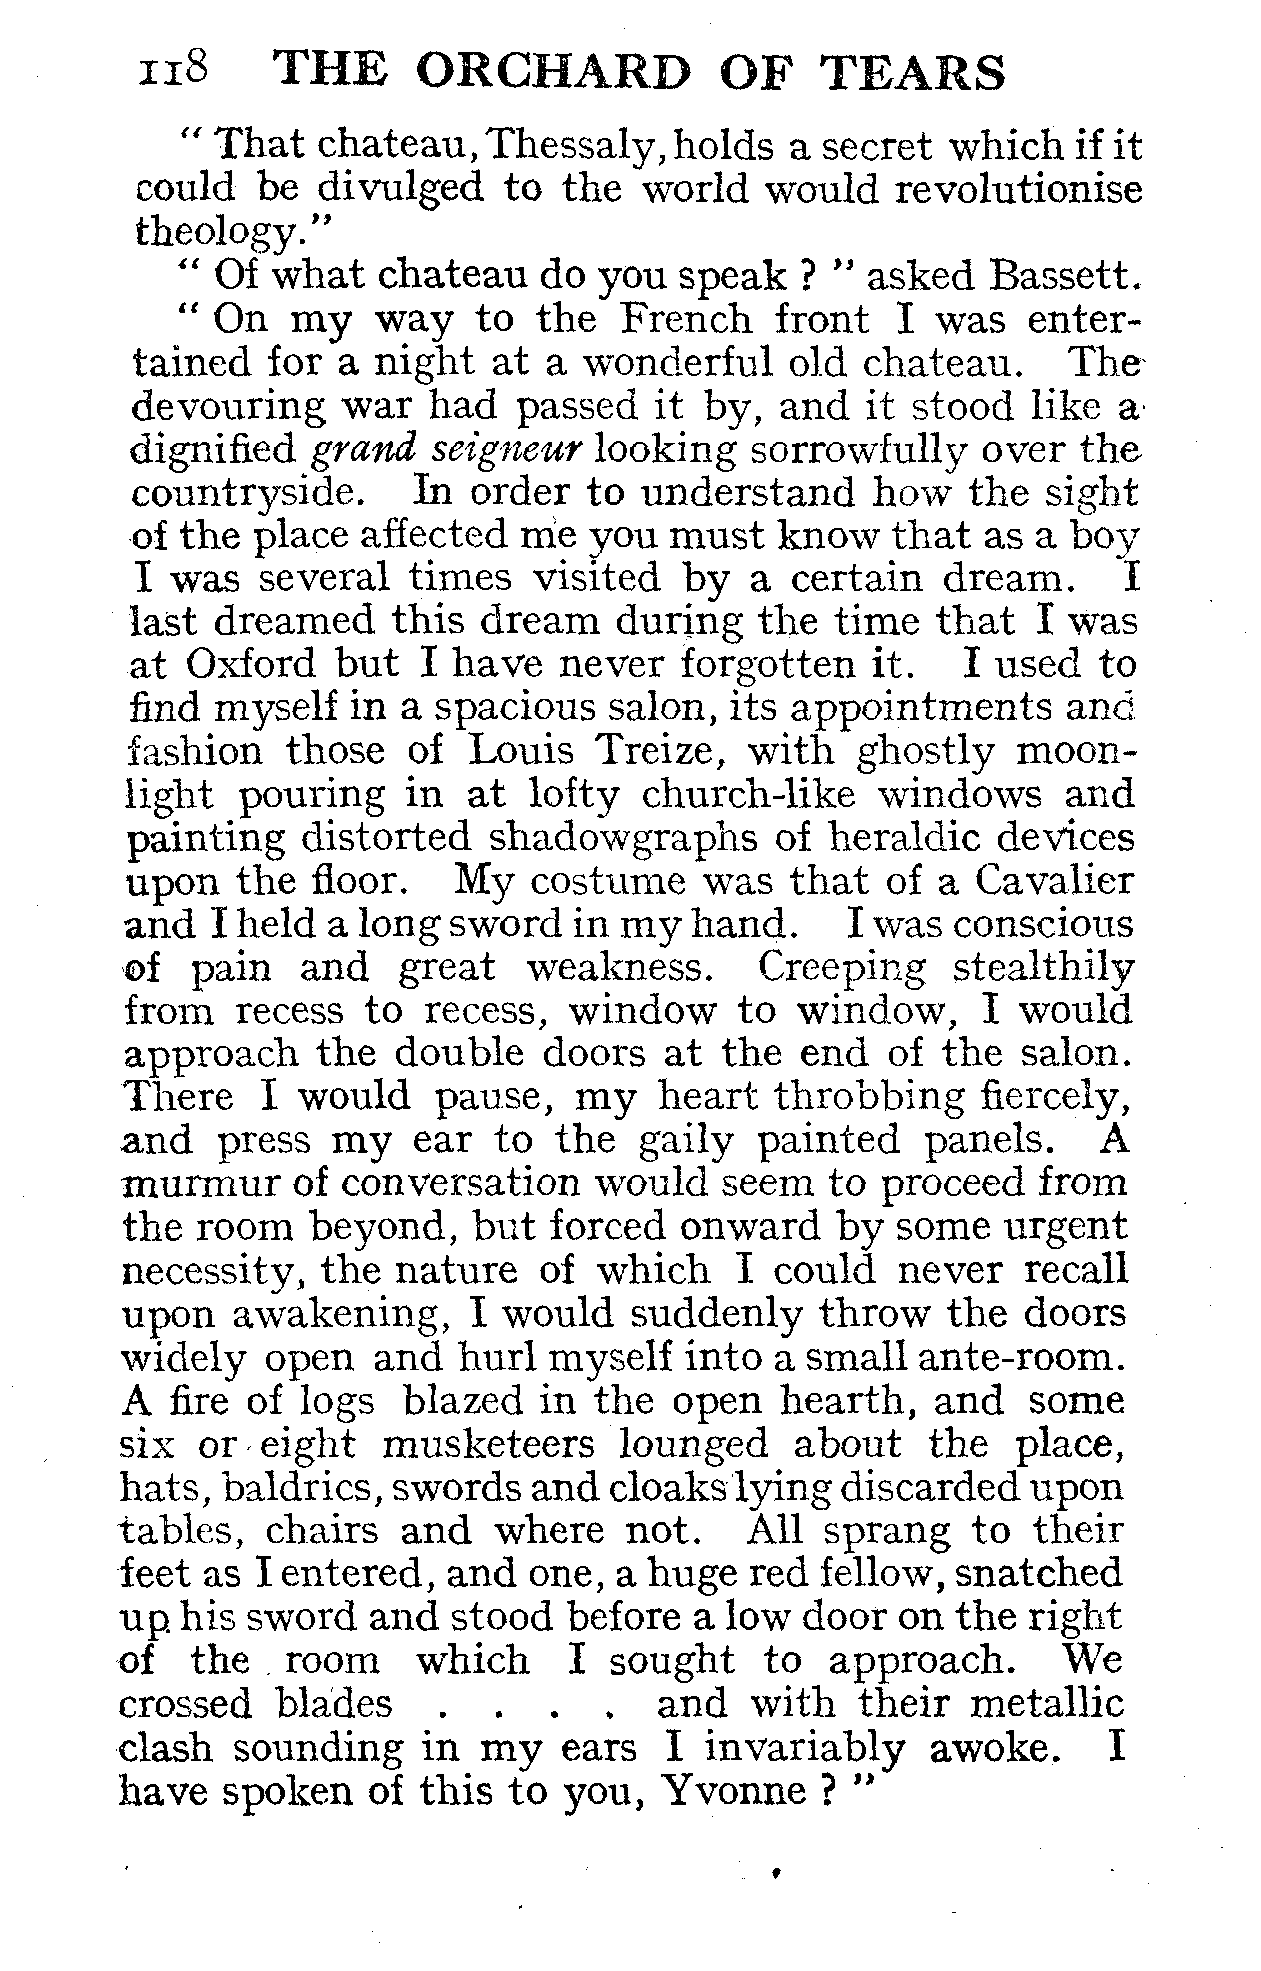 118 THE ORCHARD OF TEARS
" That chateau, Thessaly, holds a secret which if it
could be divulged to the world would revolutionise
theology."
" Of what chateau do you speak ? " asked Bassett.
" On my way to the French front I was enter-
tained for a night at a wonderful old chateau. The
devouring war had passed it by, and it stood like a
dignified grand seigneur looking sorrowfully over the
countryside. In order to understand how the sight
of the place affected me you must know that as a boy
I was several times visited by a certain dream. I
last dreamed this dream during the time that I was
at Oxford but I have never forgotten it. I used to
find myself in a spacious salon, its appointments and
fashion those of Louis Treize, with ghostly moon-
light pouring in at lofty church-like windows and
painting distorted shadowgraphs of heraldic devices
upon the floor. My costume was that of a Cavalier
and I held a long sword in my hand. I was conscious
of pain and great weakness. Creeping stealthily
from recess to recess, window to window, I would
approach the double doors at the end of the salon.
There I would pause, my heart throbbing fiercely,
and press my ear to the gaily painted panels. A
murmur of conversation would seem to proceed from
the room beyond, but forced onward by some urgent
necessity, the nature of which I could never recall
upon awakening, I would suddenly throw the doors
widely open and hurl myself into a small ante-room.
A fire of logs blazed in the open hearth, and some
six or eight musketeers lounged about the place,
hats, baldrics, swords and cloaks lying discarded upon
tables, chairs and where not. All sprang to their
feet as I entered, and one, a huge red fellow, snatched
up his sword and stood before a low door on the right
of the room which I sought to approach. We
crossed blades . . . . and with their metallic
clash sounding in my ears I invariably awoke. I
have spoken of this to you, Yvonne ? "